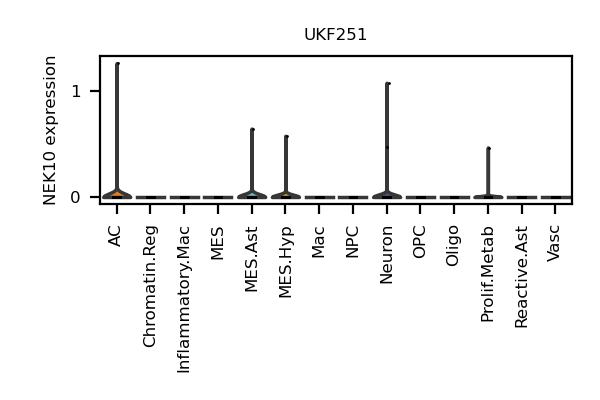 UKF251
NEK10 expression
1
0
AC
Chromatin.Reg
Inflammatory.Mac
MES
MES.Ast
MES.Hyp
Mac
NPC
Neuron
OPC
Oligo
Prolif.Metab
Reactive.Ast
Vasc